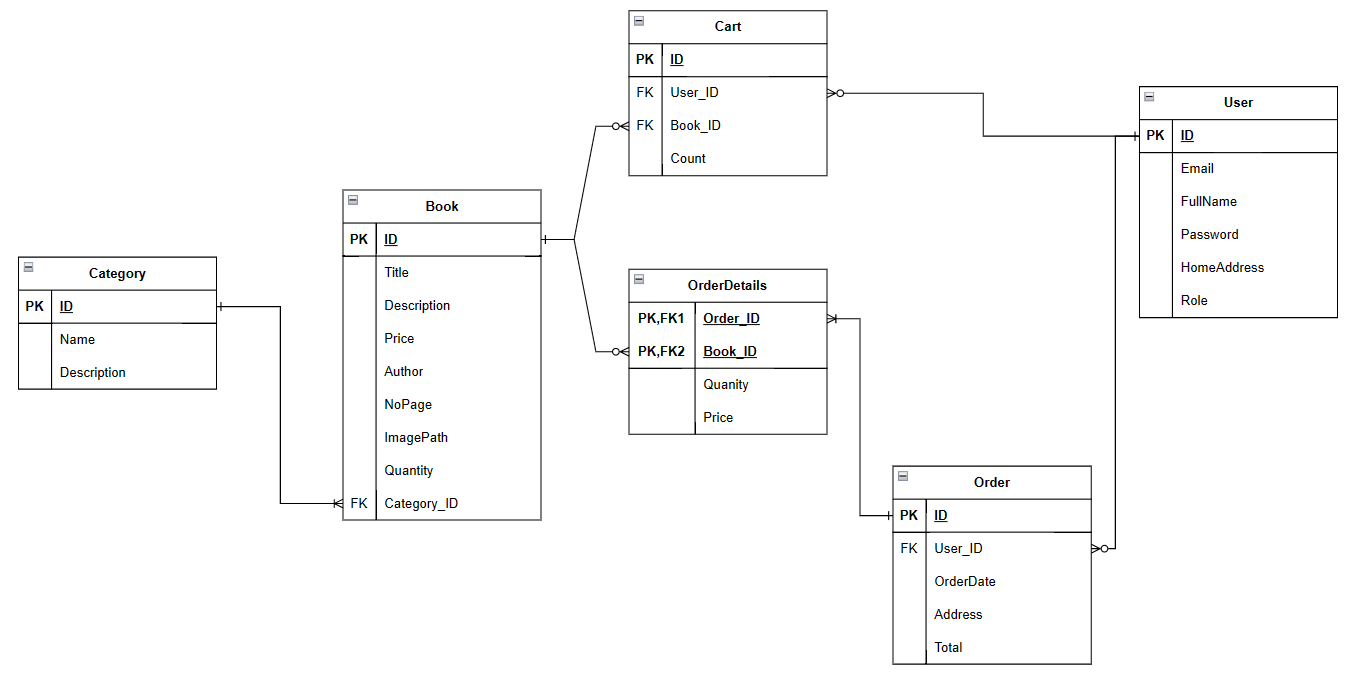 Cart
PK ID
FK User_ID
FK Book_ID
Count
User
PK ID
Email
FullName
Password
HomeAddress
Role
Book
PK ID
Title
Description
Price
Author
NoPage
ImagePath
Quantity
FK Category_ID
Category
PK ID
Name
Description
OrderDetails
PK,FK1 Order_ID
PK,FK2 Book_ID
Quanity
Price
Order
PK ID
FK User_ID
OrderDate
Address
Total